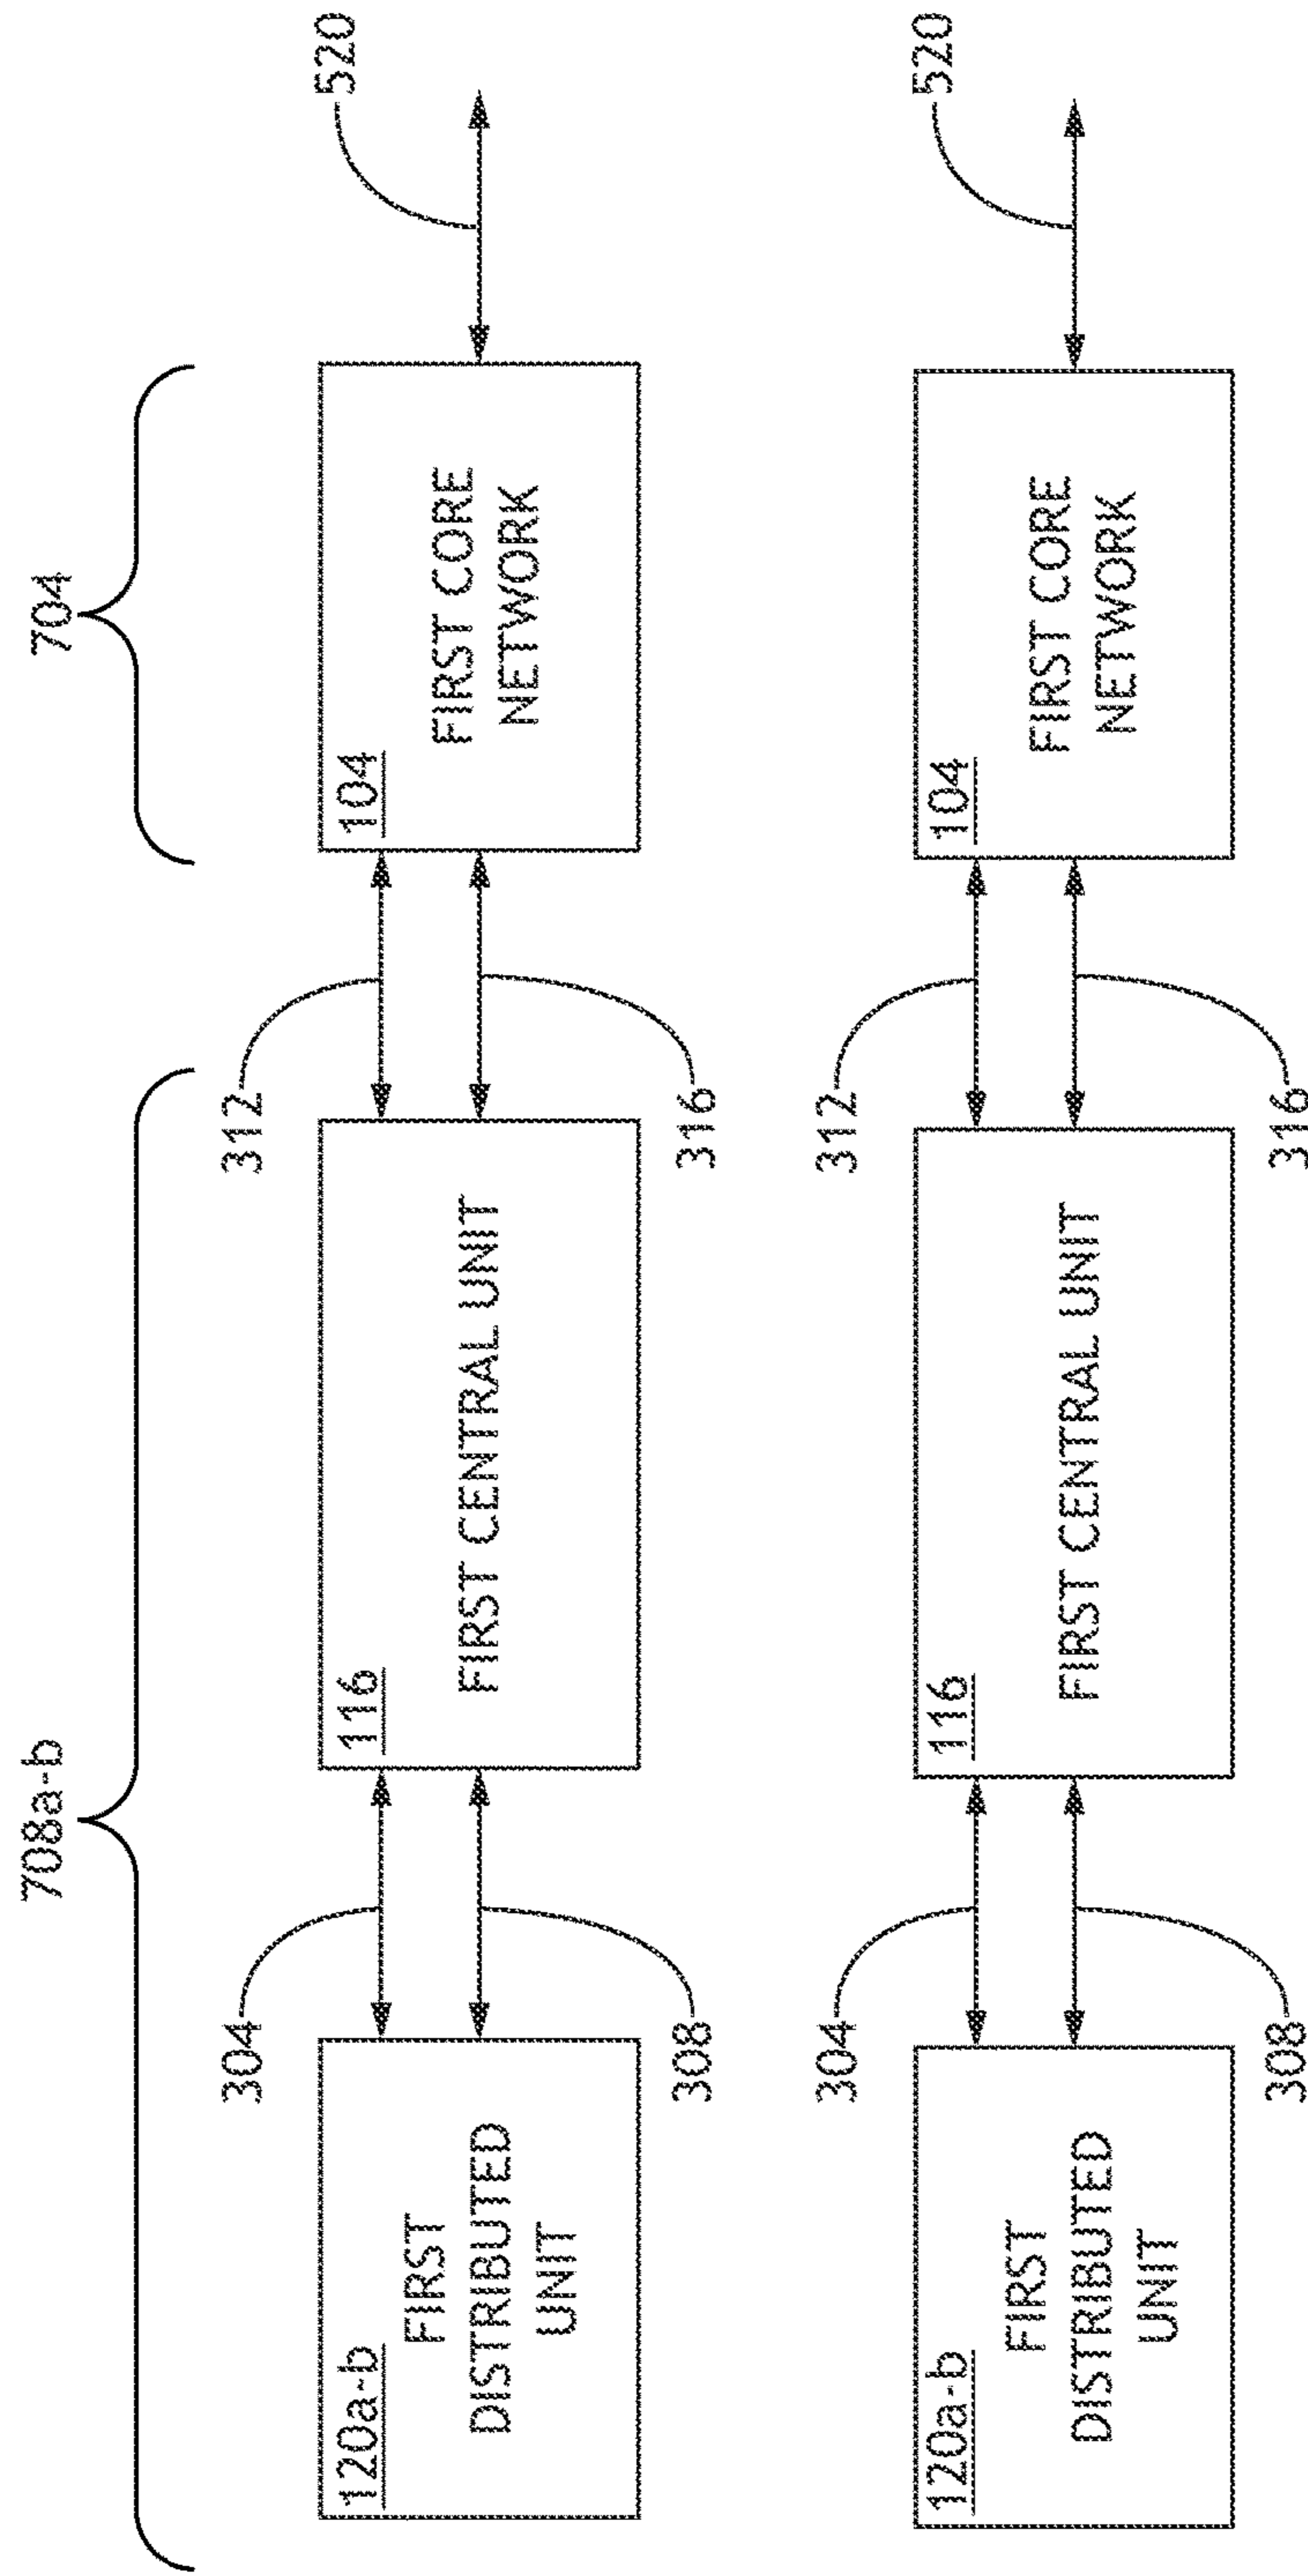 708a-b
704
304
312
520
120a-b
FIRST
DISTRIBUTED
UNIT
116
FIRST CENTRAL UNIT
104
FIRST CORE
NETWORK
308
316
304
312
520
120a-b
FIRST
DISTRIBUTED
UNIT
116
FIRST CENTRAL UNIT
104
FIRST CORE
NETWORK
308
316